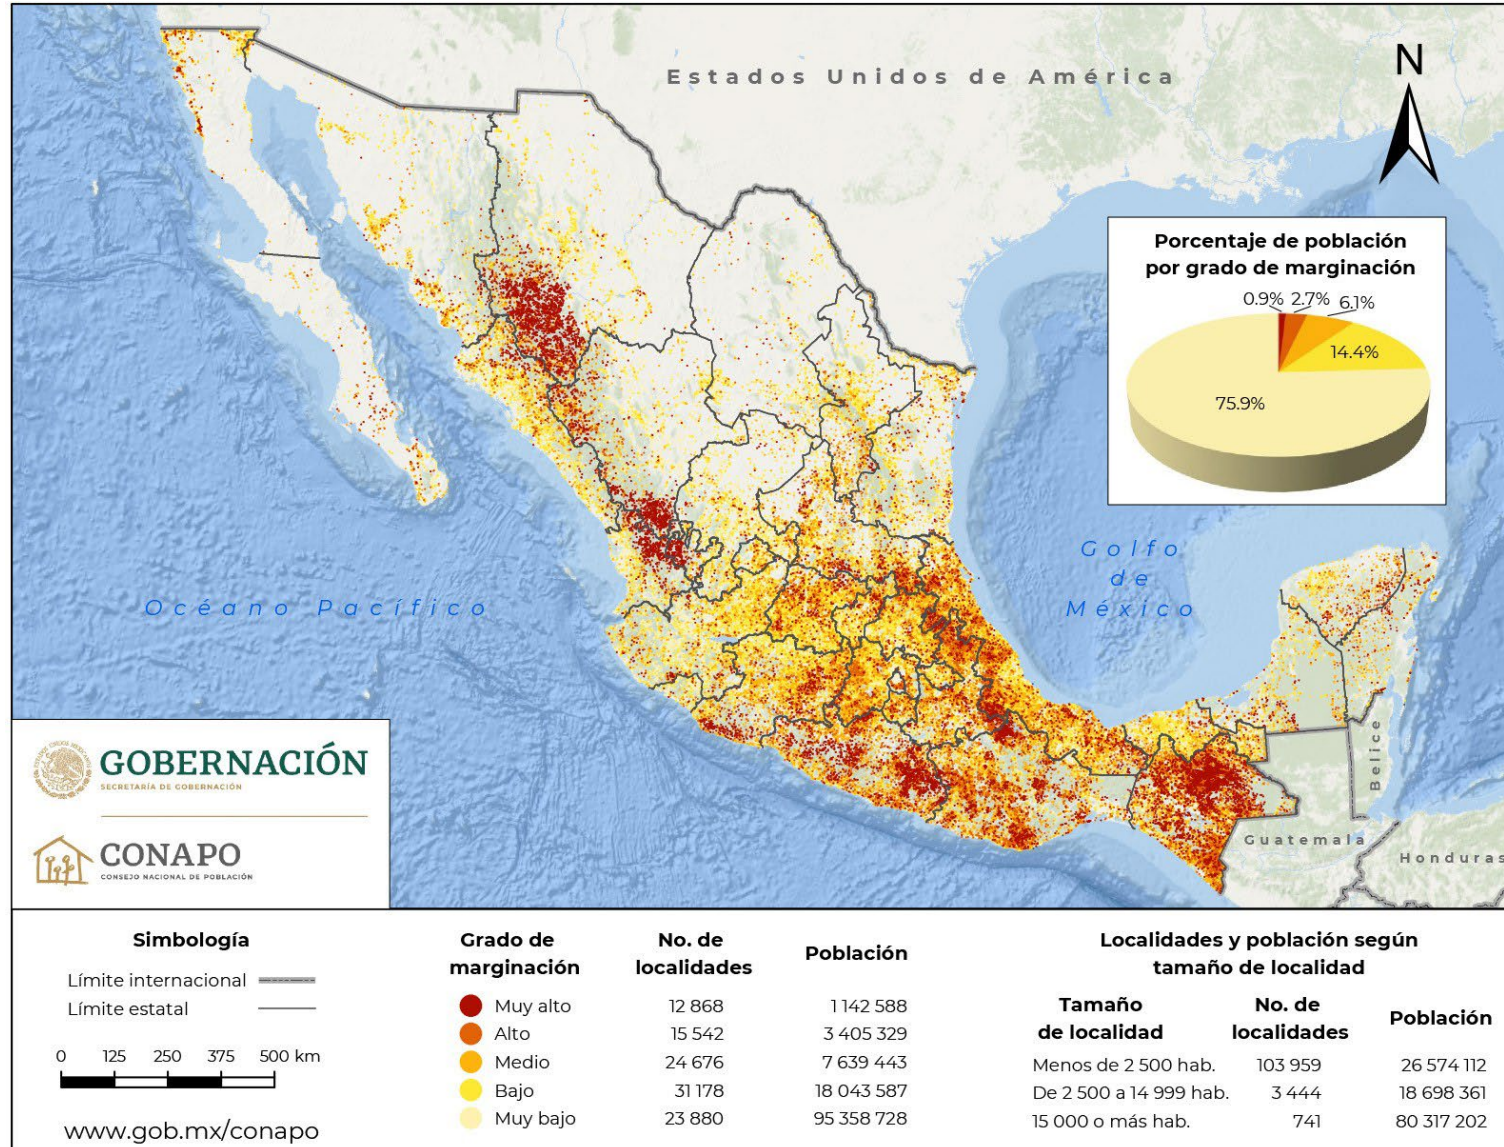 Estados Unidos de América
N
Porcentaje de población
por grado de marginación
0.9% 2.7% 6.1%
14.4%
75.9%
Golfo
de
México
Océano Pacífico
Belice
Guatemala
Honduras
GOBERNACIÓN
SECRETARÍA DE GOBERNACIÓN
CONAPO
CONSEJO NACIONAL DE POBLACIÓN
Simbología
Límite internacional
Límite estatal
0 125 250 375 500 km
www.gob.mx/conapo
Grado de marginación No. de localidades Población
Muy alto 12 868 1 142 588
Alto 15 542 3 405 329
Medio 24 676 7 639 443
Bajo 31 178 18 043 587
Muy bajo 23 880 95 358 728
Localidades y población según
tamaño de localidad
Tamaño de localidad No. de localidades Población
Menos de 2 500 hab. 103 959 26 574 112
De 2 500 a 14 999 hab. 3 444 18 698 361
15 000 o más hab. 741 80 317 202